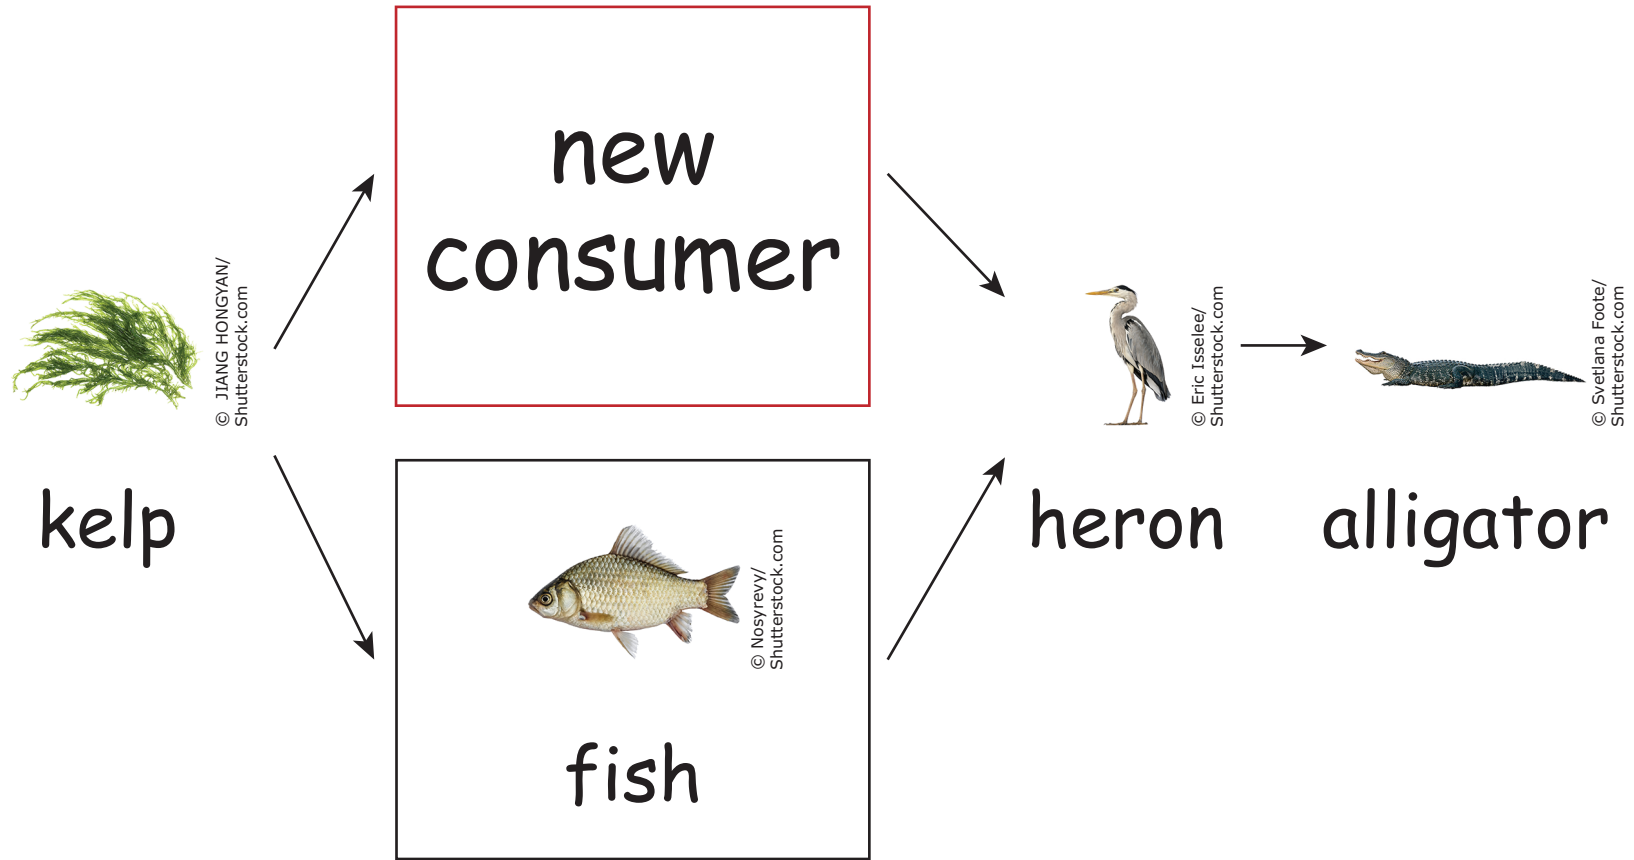 new
consumer
© JIANG HONGYAN/
Shutterstock.com
© Eric Isselee/
Shutterstock.com
© Svetlana Foote/
Shutterstock.com
kelp
heron
alligator
© Nosyrevy/
Shutterstock.com
fish